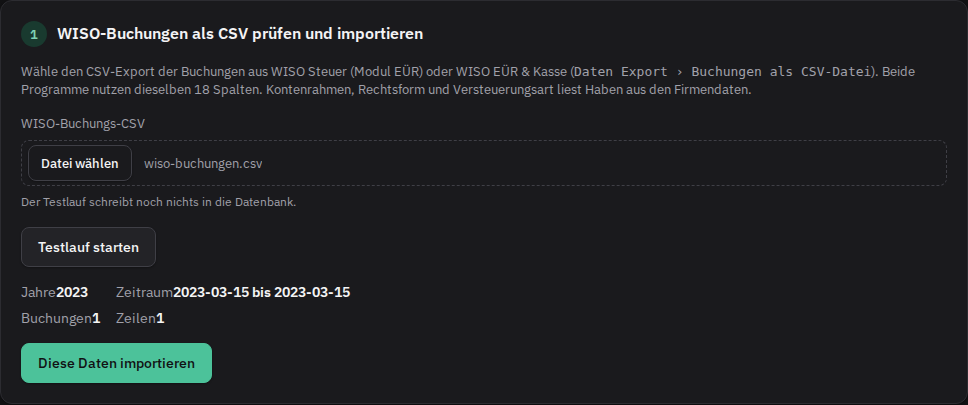 1 WISO-Buchungen als CSV prüfen und importieren
Wähle den CSV-Export der Buchungen aus WISO Steuer (Modul EÜR) oder WISO EÜR & Kasse (Daten Export › Buchungen als CSV-Datei). Beide
Programme nutzen dieselben 18 Spalten. Kontenrahmen, Rechtsform und Versteuerungsart liest Haben aus den Firmendaten.
WISO-Buchungs-CSV
Datei wählen wiso-buchungen.csv
Der Testlauf schreibt noch nichts in die Datenbank.
Testlauf starten
Jahre2023 Zeitraum2023-03-15 bis 2023-03-15
Buchungen1 Zeilen1
Diese Daten importieren